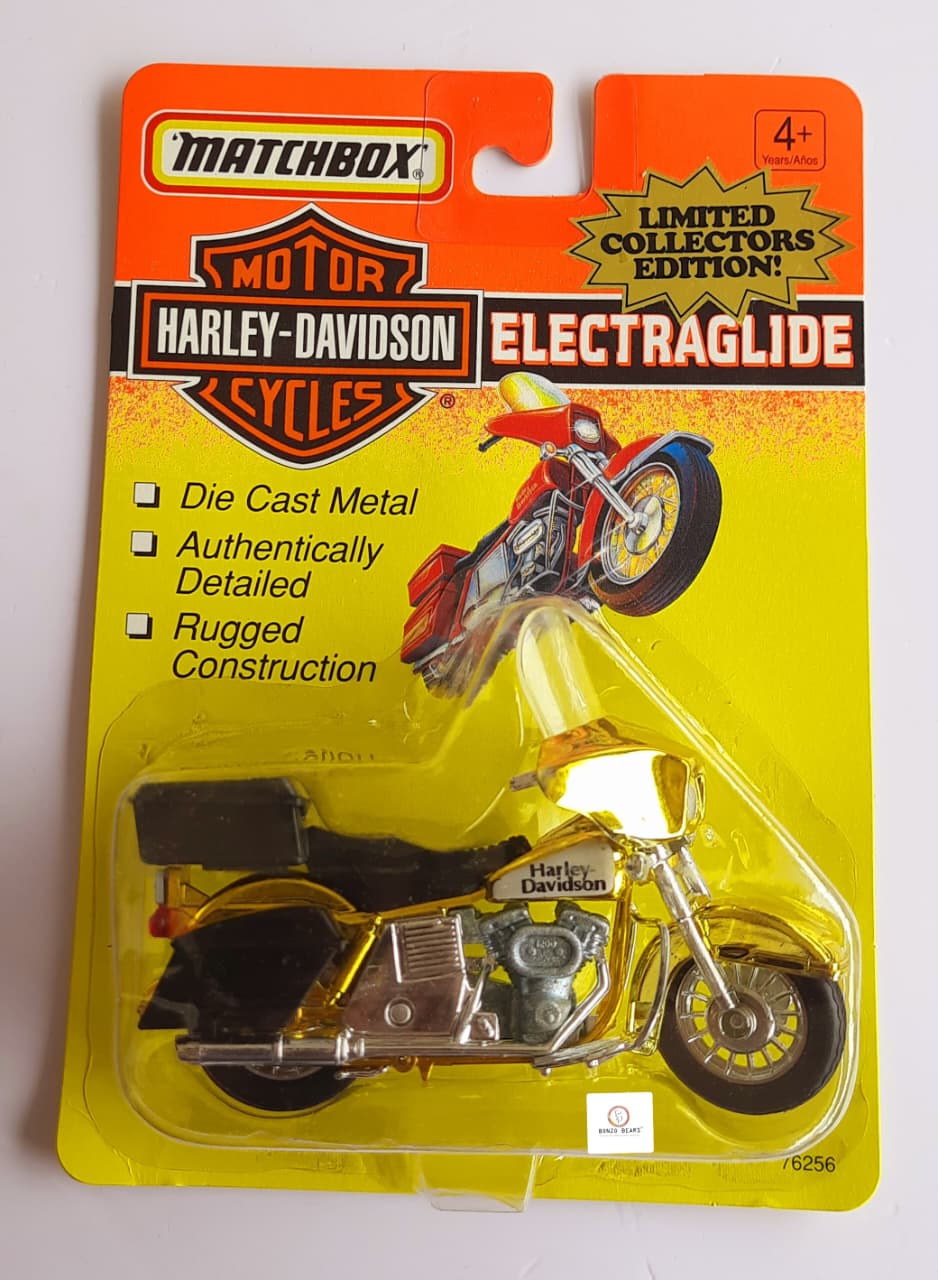 'MATCHBOX'®
4+
Years/Años
LIMITED
COLLECTORS
EDITION!
MOTOR
HARLEY-DAVIDSON
CYCLES
®
ELECTRAGLIDE
Die Cast Metal
Authentically
Detailed
Rugged
Construction
Harley-
Davidson
1200
BONZO BEARS
76256